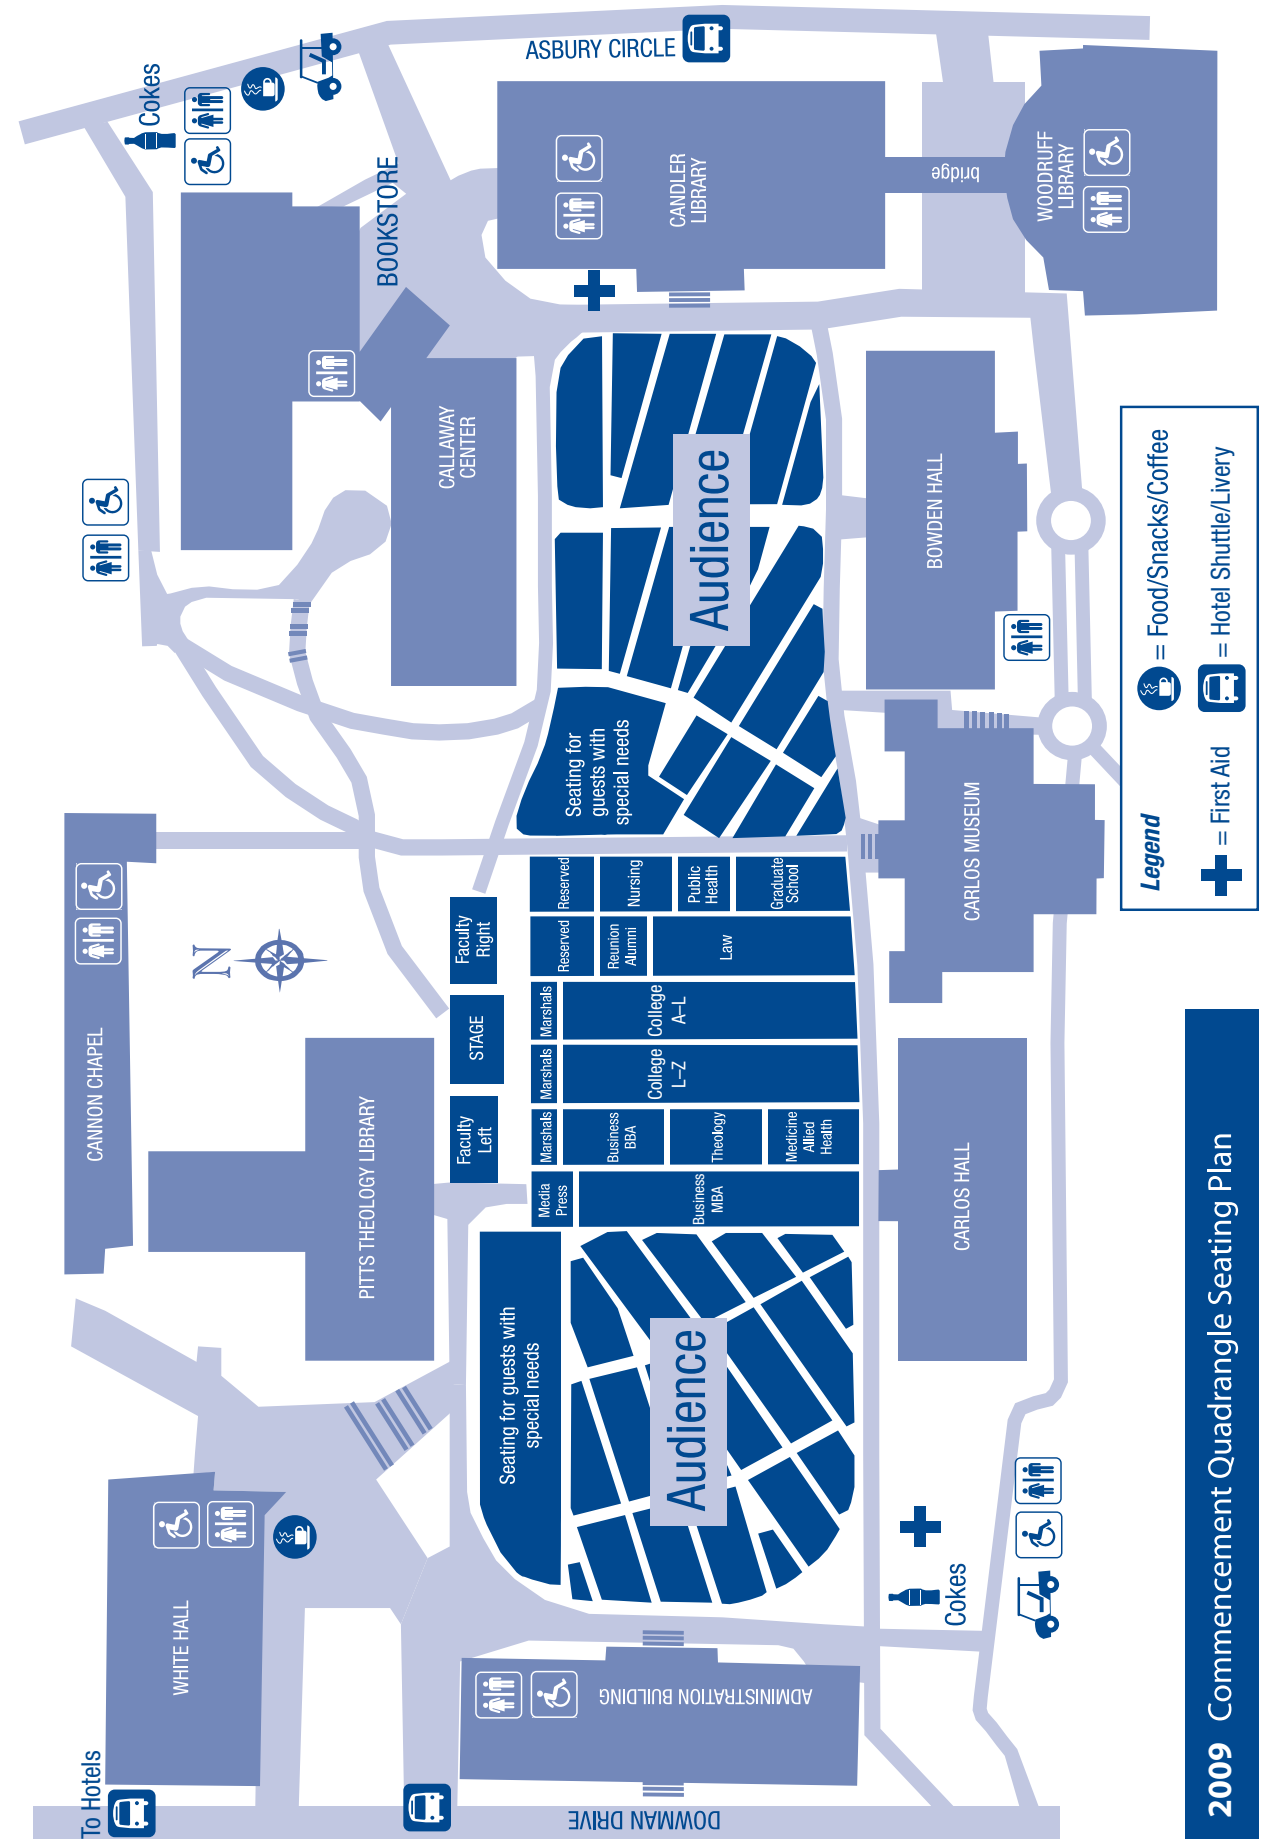 ASBURY CIRCLE
Cokes
BOOKSTORE
CANDLER
LIBRARY
bridge
WOODRUFF
LIBRARY
CALLAWAY
CENTER
Audience
BOWDEN HALL
Seating for
guests with
special needs
CANNON CHAPEL
N
PITTS THEOLOGY LIBRARY
Faculty
Right
STAGE
Faculty
Left
Reserved
Nursing
Public
Health
Graduate
School
Reserved
Reunion
Alumni
Law
Marshals
College
A–L
Marshals
College
L–Z
Marshals
Business
BBA
Theology
Medicine
Allied
Health
Media
Press
Business
MBA
CARLOS MUSEUM
CARLOS HALL
Seating for guests with
special needs
Audience
WHITE HALL
ADMINISTRATION BUILDING
Cokes
To Hotels
DOWMAN DRIVE
Legend
= First Aid
= Food/Snacks/Coffee
= Hotel Shuttle/Livery
2009 Commencement Quadrangle Seating Plan